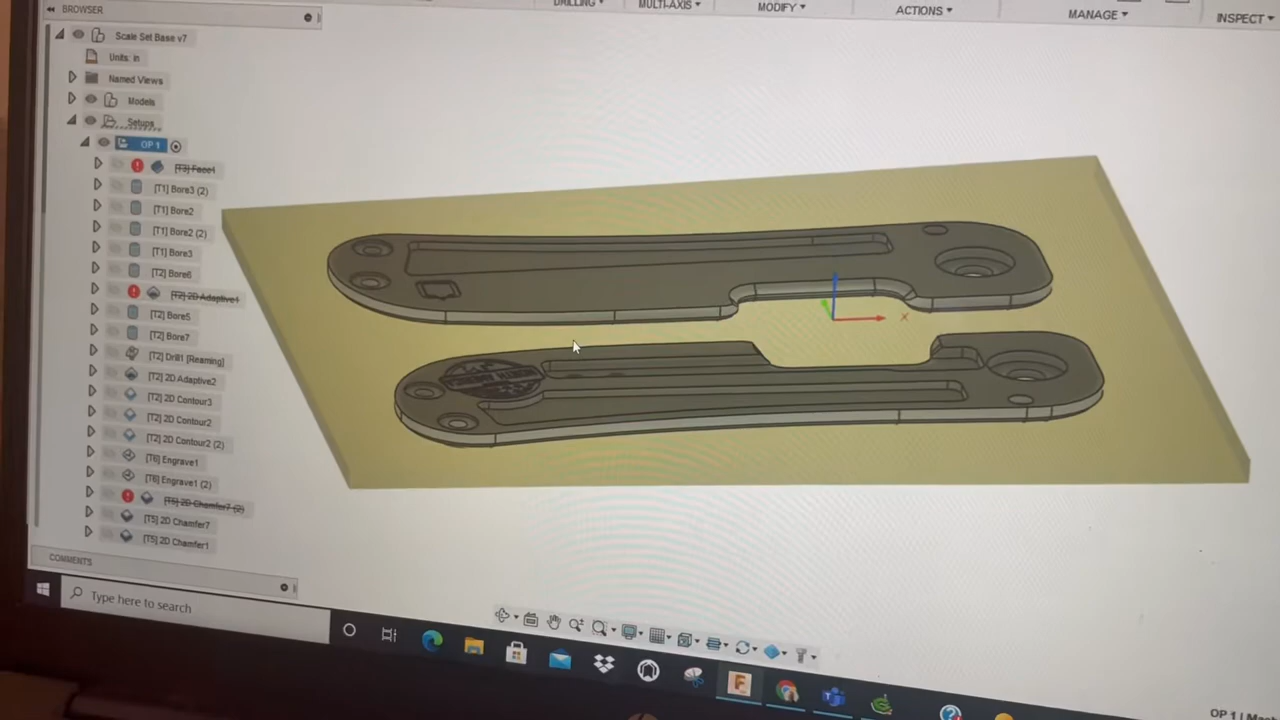 DRILLING
MULTI-AXIS
MODIFY
ACTIONS
MANAGE
INSPECT
BROWSER
Scale Set Base v7
Units: in
Named Views
Models
Setups
OP 1
[T3] Face1
[T1] Bore3 (2)
[T1] Bore2
[T1] Bore2 (2)
[T1] Bore3
[T2] Bore6
[T2] 2D Adaptive1
[T2] Bore5
[T2] Bore7
[T2] Drill1 [Reaming]
[T2] 2D Adaptive2
[T2] 2D Contour3
[T2] 2D Contour2
[T2] 2D Contour2 (2)
[T6] Engrave1
[T6] Engrave1 (2)
[T5] 2D Chamfer7 (2)
[T5] 2D Chamfer7
[T5] 2D Chamfer1
X
COMMENTS
Type here to search
OP 1